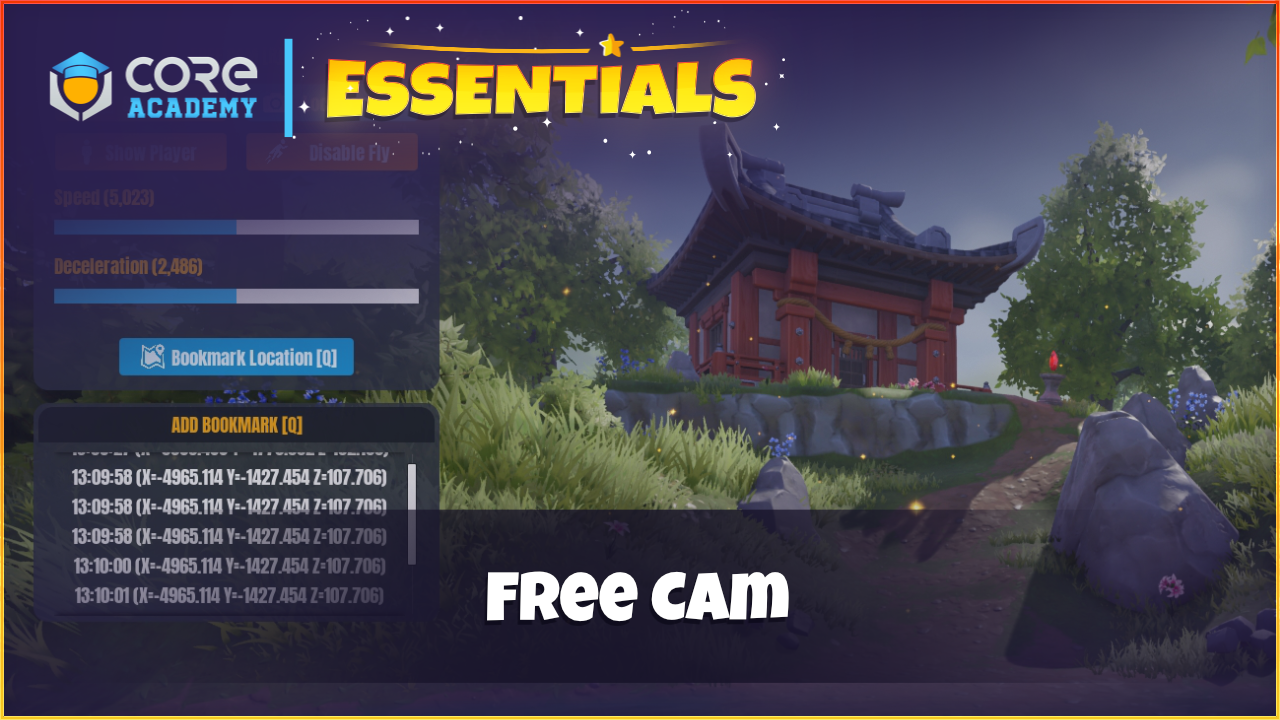 CORE
ACADEMY
ESSENTIALS
Show Player
Disable Fly
Speed (5,023)
Deceleration (2,486)
Bookmark Location [Q]
ADD BOOKMARK [Q]
13:09:58 (X=-4965.114 Y=-1427.454 Z=107.706)
13:09:58 (X=-4965.114 Y=-1427.454 Z=107.706)
13:09:58 (X=-4965.114 Y=-1427.454 Z=107.706)
13:10:00 (X=-4965.114 Y=-1427.454 Z=107.706)
13:10:01 (X=-4965.114 Y=-1427.454 Z=107.706)
FRee CAm